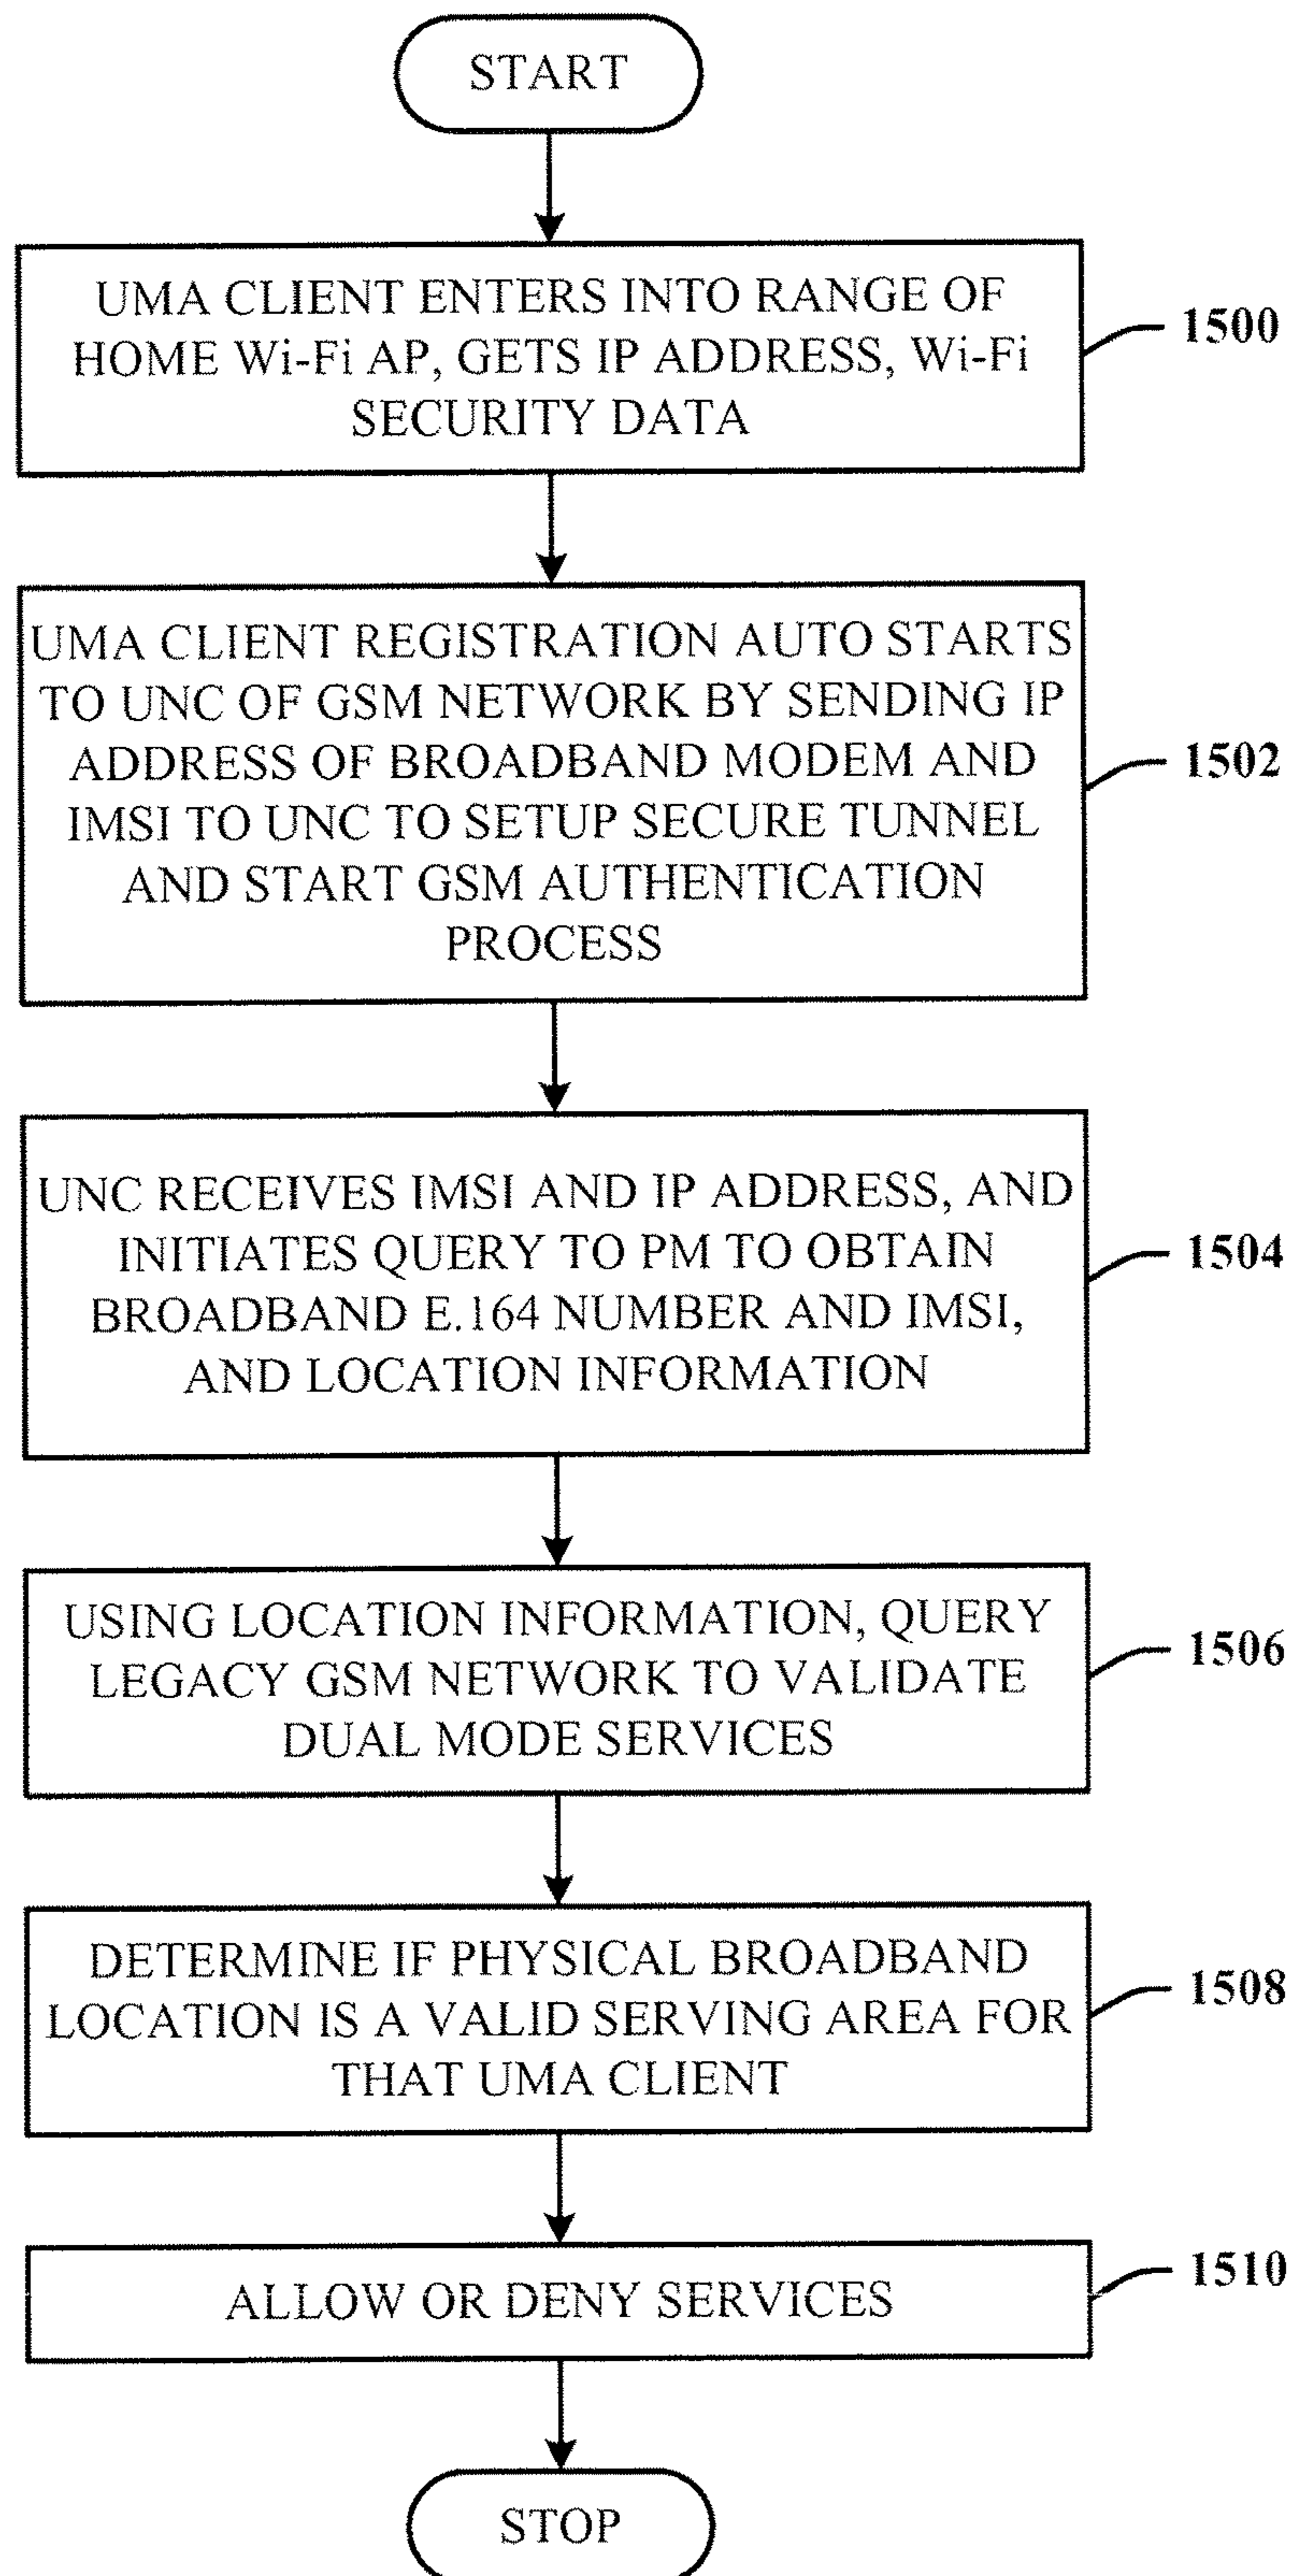 START
UMA CLIENT ENTERS INTO RANGE OF
HOME Wi-Fi AP, GETS IP ADDRESS, Wi-Fi
SECURITY DATA
1500
UMA CLIENT REGISTRATION AUTO STARTS
TO UNC OF GSM NETWORK BY SENDING IP
ADDRESS OF BROADBAND MODEM AND
IMSI TO UNC TO SETUP SECURE TUNNEL
AND START GSM AUTHENTICATION
PROCESS
1502
UNC RECEIVES IMSI AND IP ADDRESS, AND
INITIATES QUERY TO PM TO OBTAIN
BROADBAND E.164 NUMBER AND IMSI,
AND LOCATION INFORMATION
1504
USING LOCATION INFORMATION, QUERY
LEGACY GSM NETWORK TO VALIDATE
DUAL MODE SERVICES
1506
DETERMINE IF PHYSICAL BROADBAND
LOCATION IS A VALID SERVING AREA FOR
THAT UMA CLIENT
1508
ALLOW OR DENY SERVICES
1510
STOP